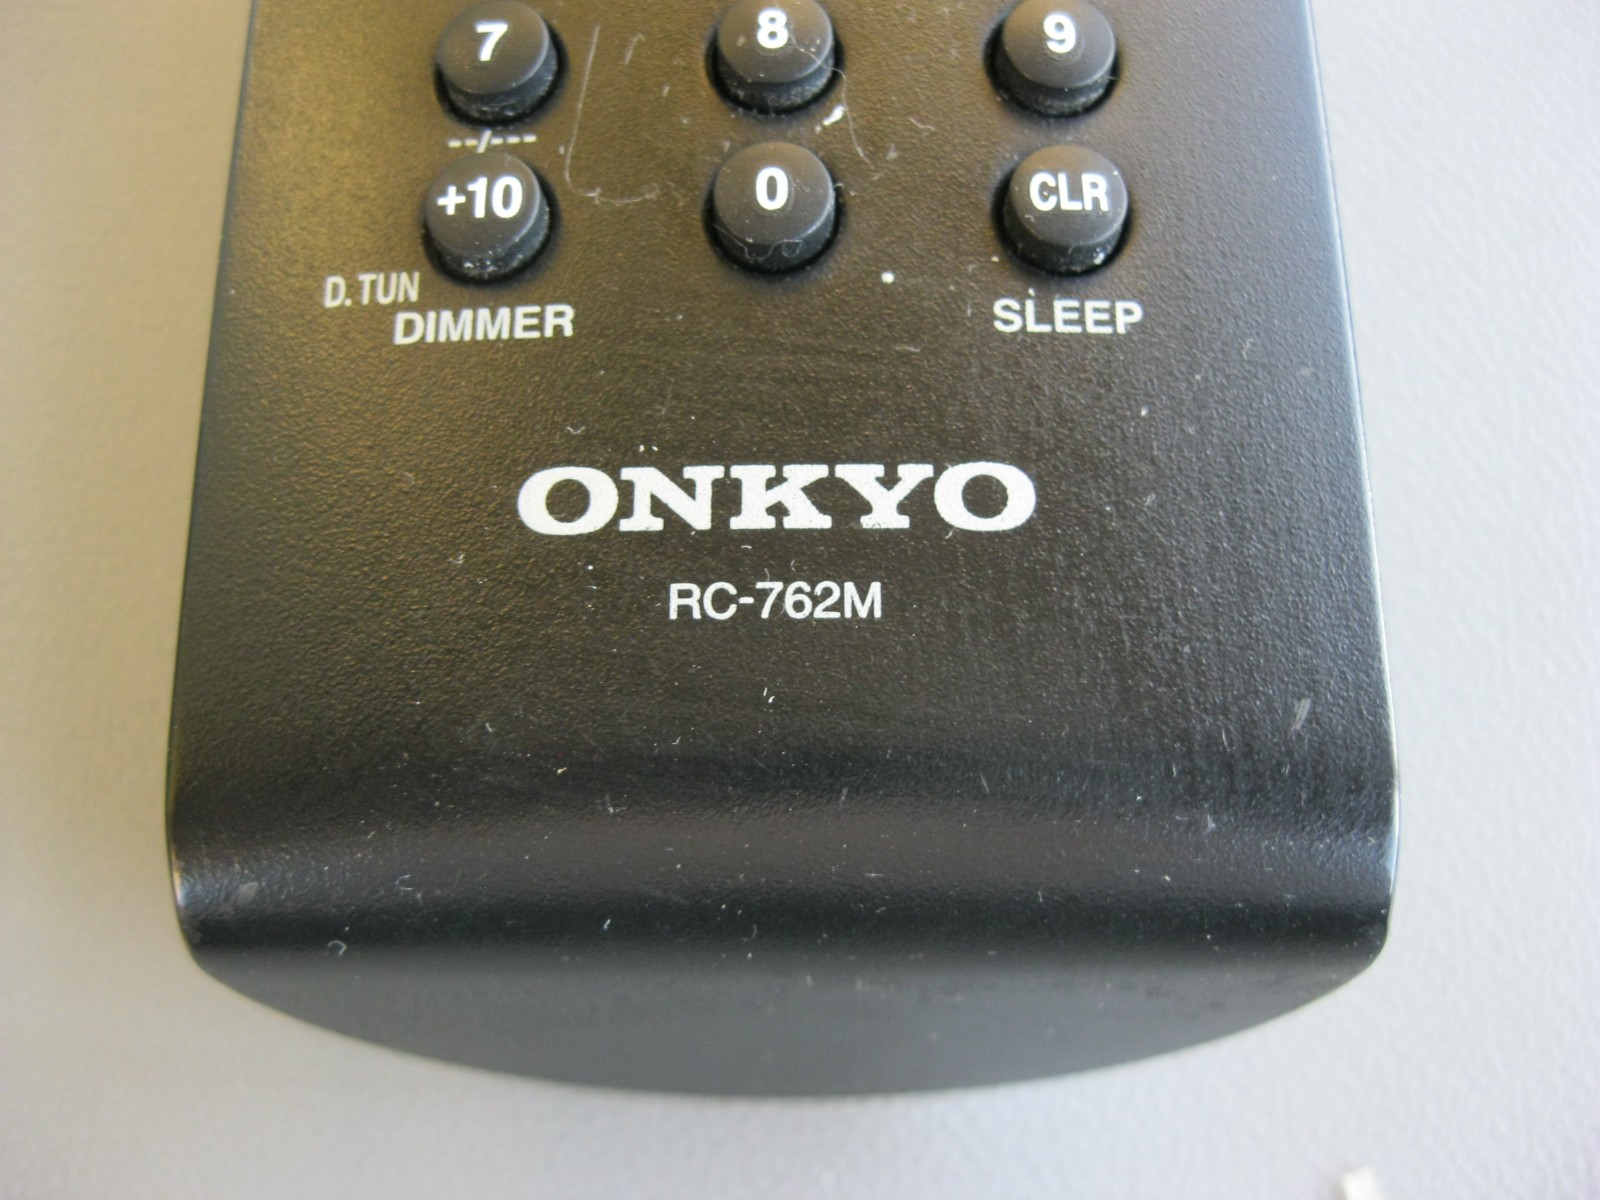 7 8 9
--/---
+10 0 CLR
D. TUN
DIMMER SLEEP
ONKYO
RC-762M